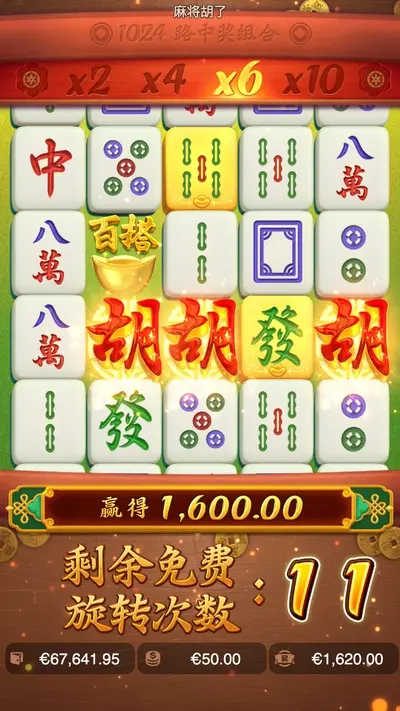 麻将胡了
1024 路中奖组合
x2 x4 x6 x10
中 八萬
八萬 百搭
八萬 胡 胡 發 胡
發
赢得 1,600.00
剩余免费
旋转次数 : 11
€67,641.95 €50.00 奖 €1,620.00